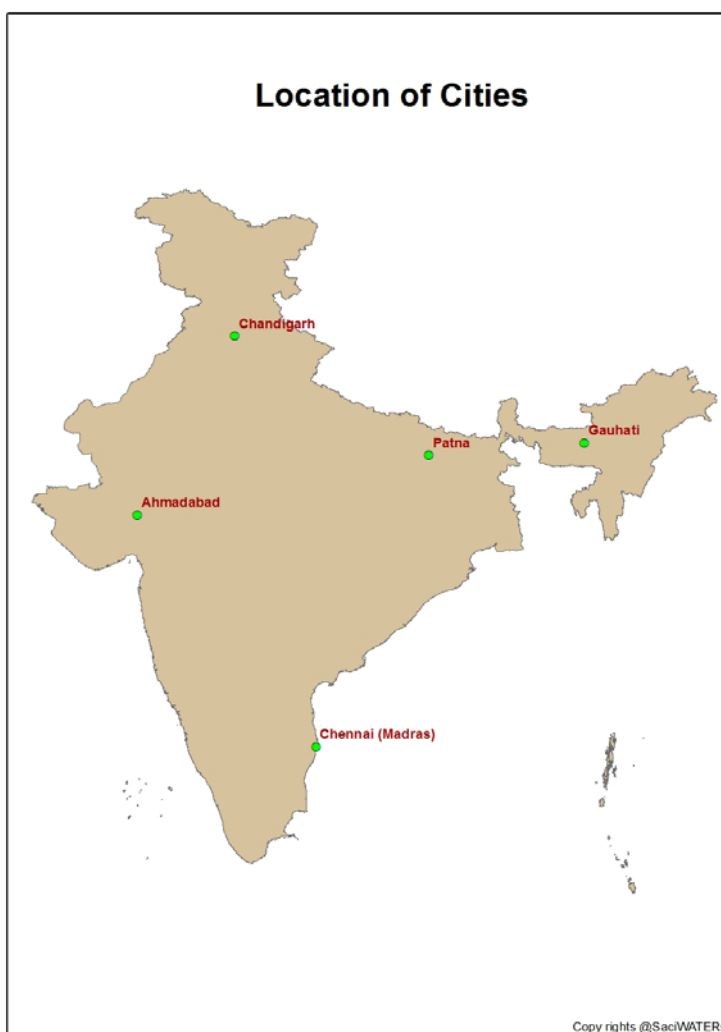 Location of Cities
Chandigarh
Gauhati
Patna
Ahmadabad
Chennai (Madras)
Copy rights @SaciWATER